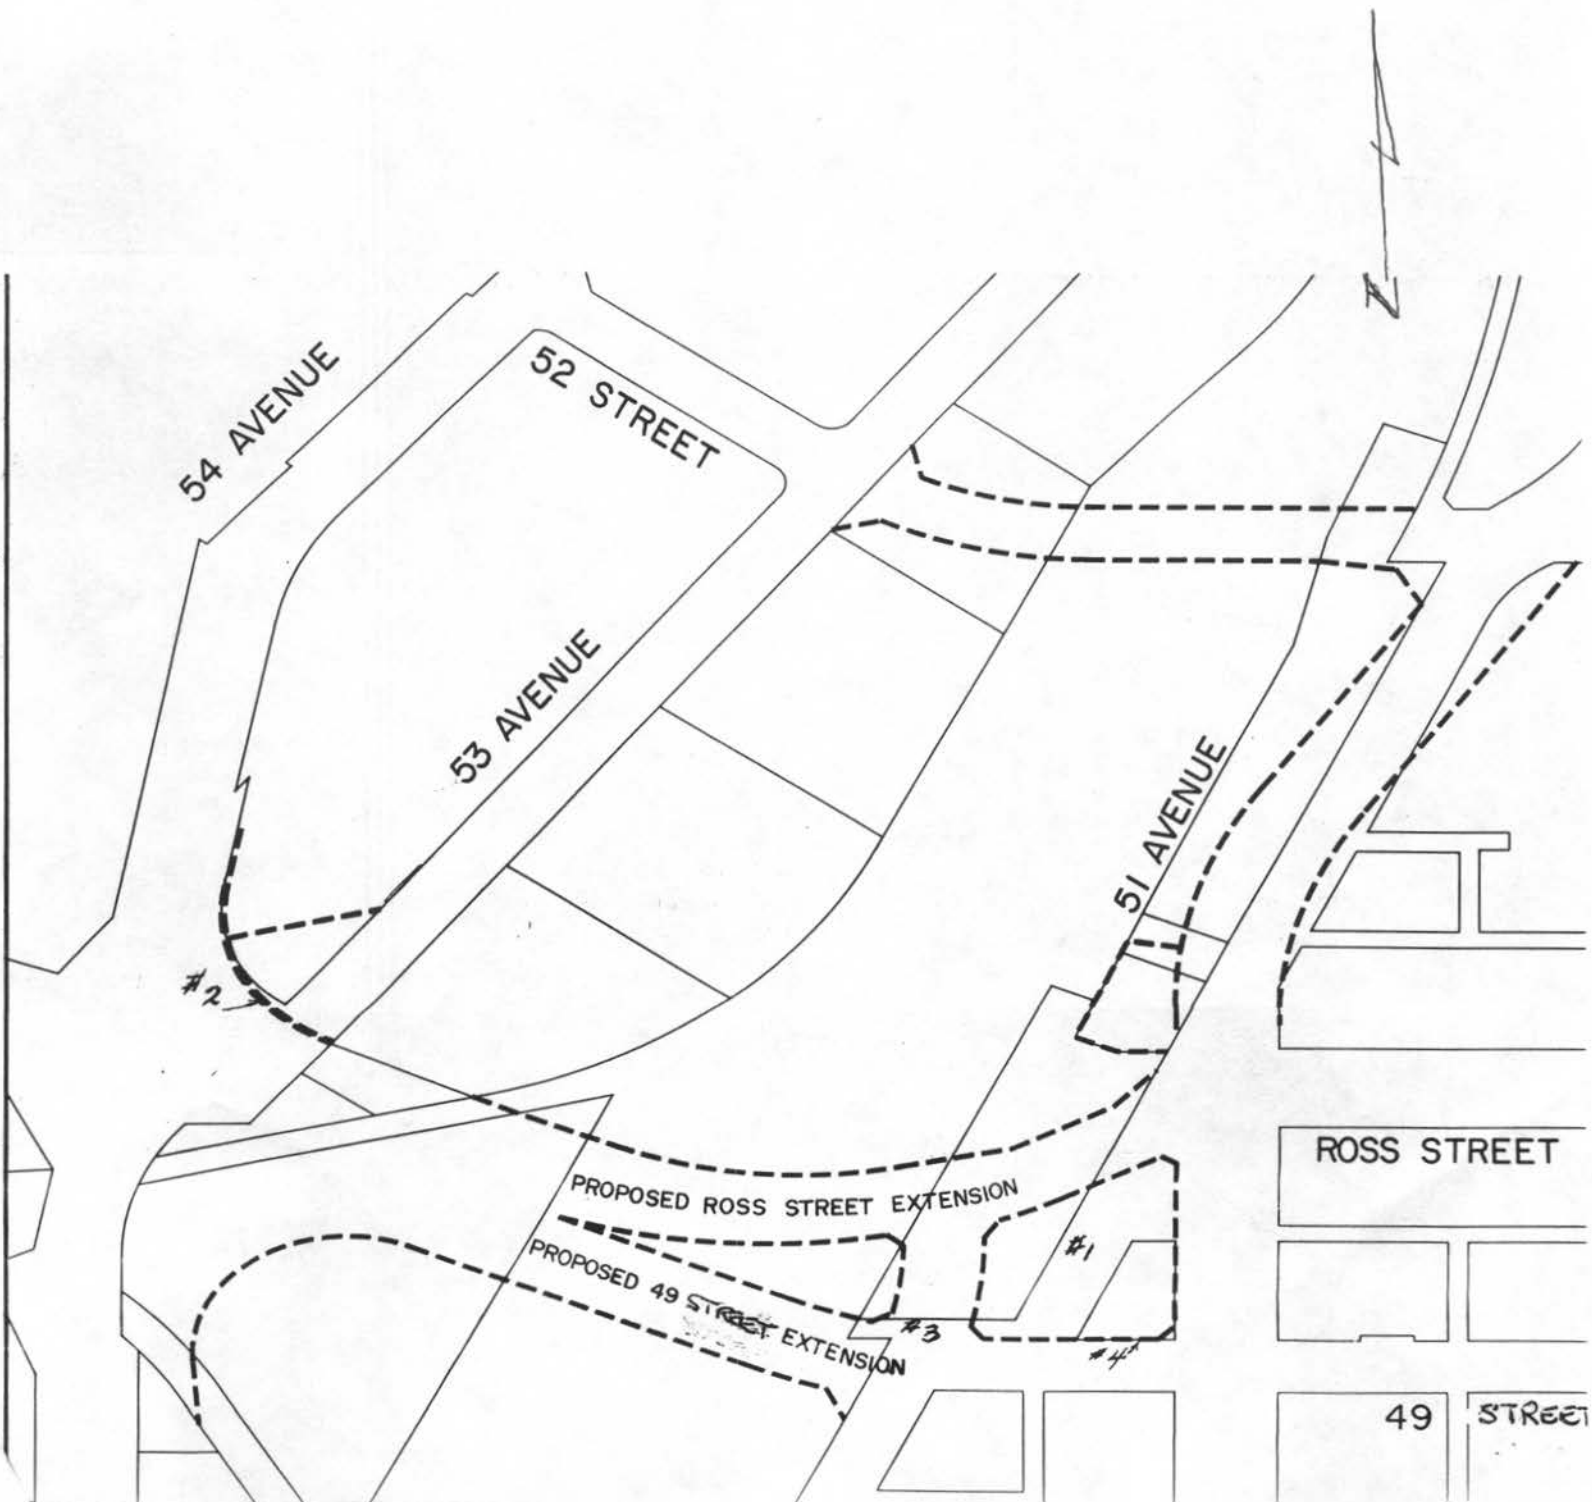 54 AVENUE
52 STREET
53 AVENUE
51 AVENUE
#2
ROSS STREET
PROPOSED ROSS STREET EXTENSION
#1
PROPOSED 49 STREET EXTENSION
#3
#4
49 STREET